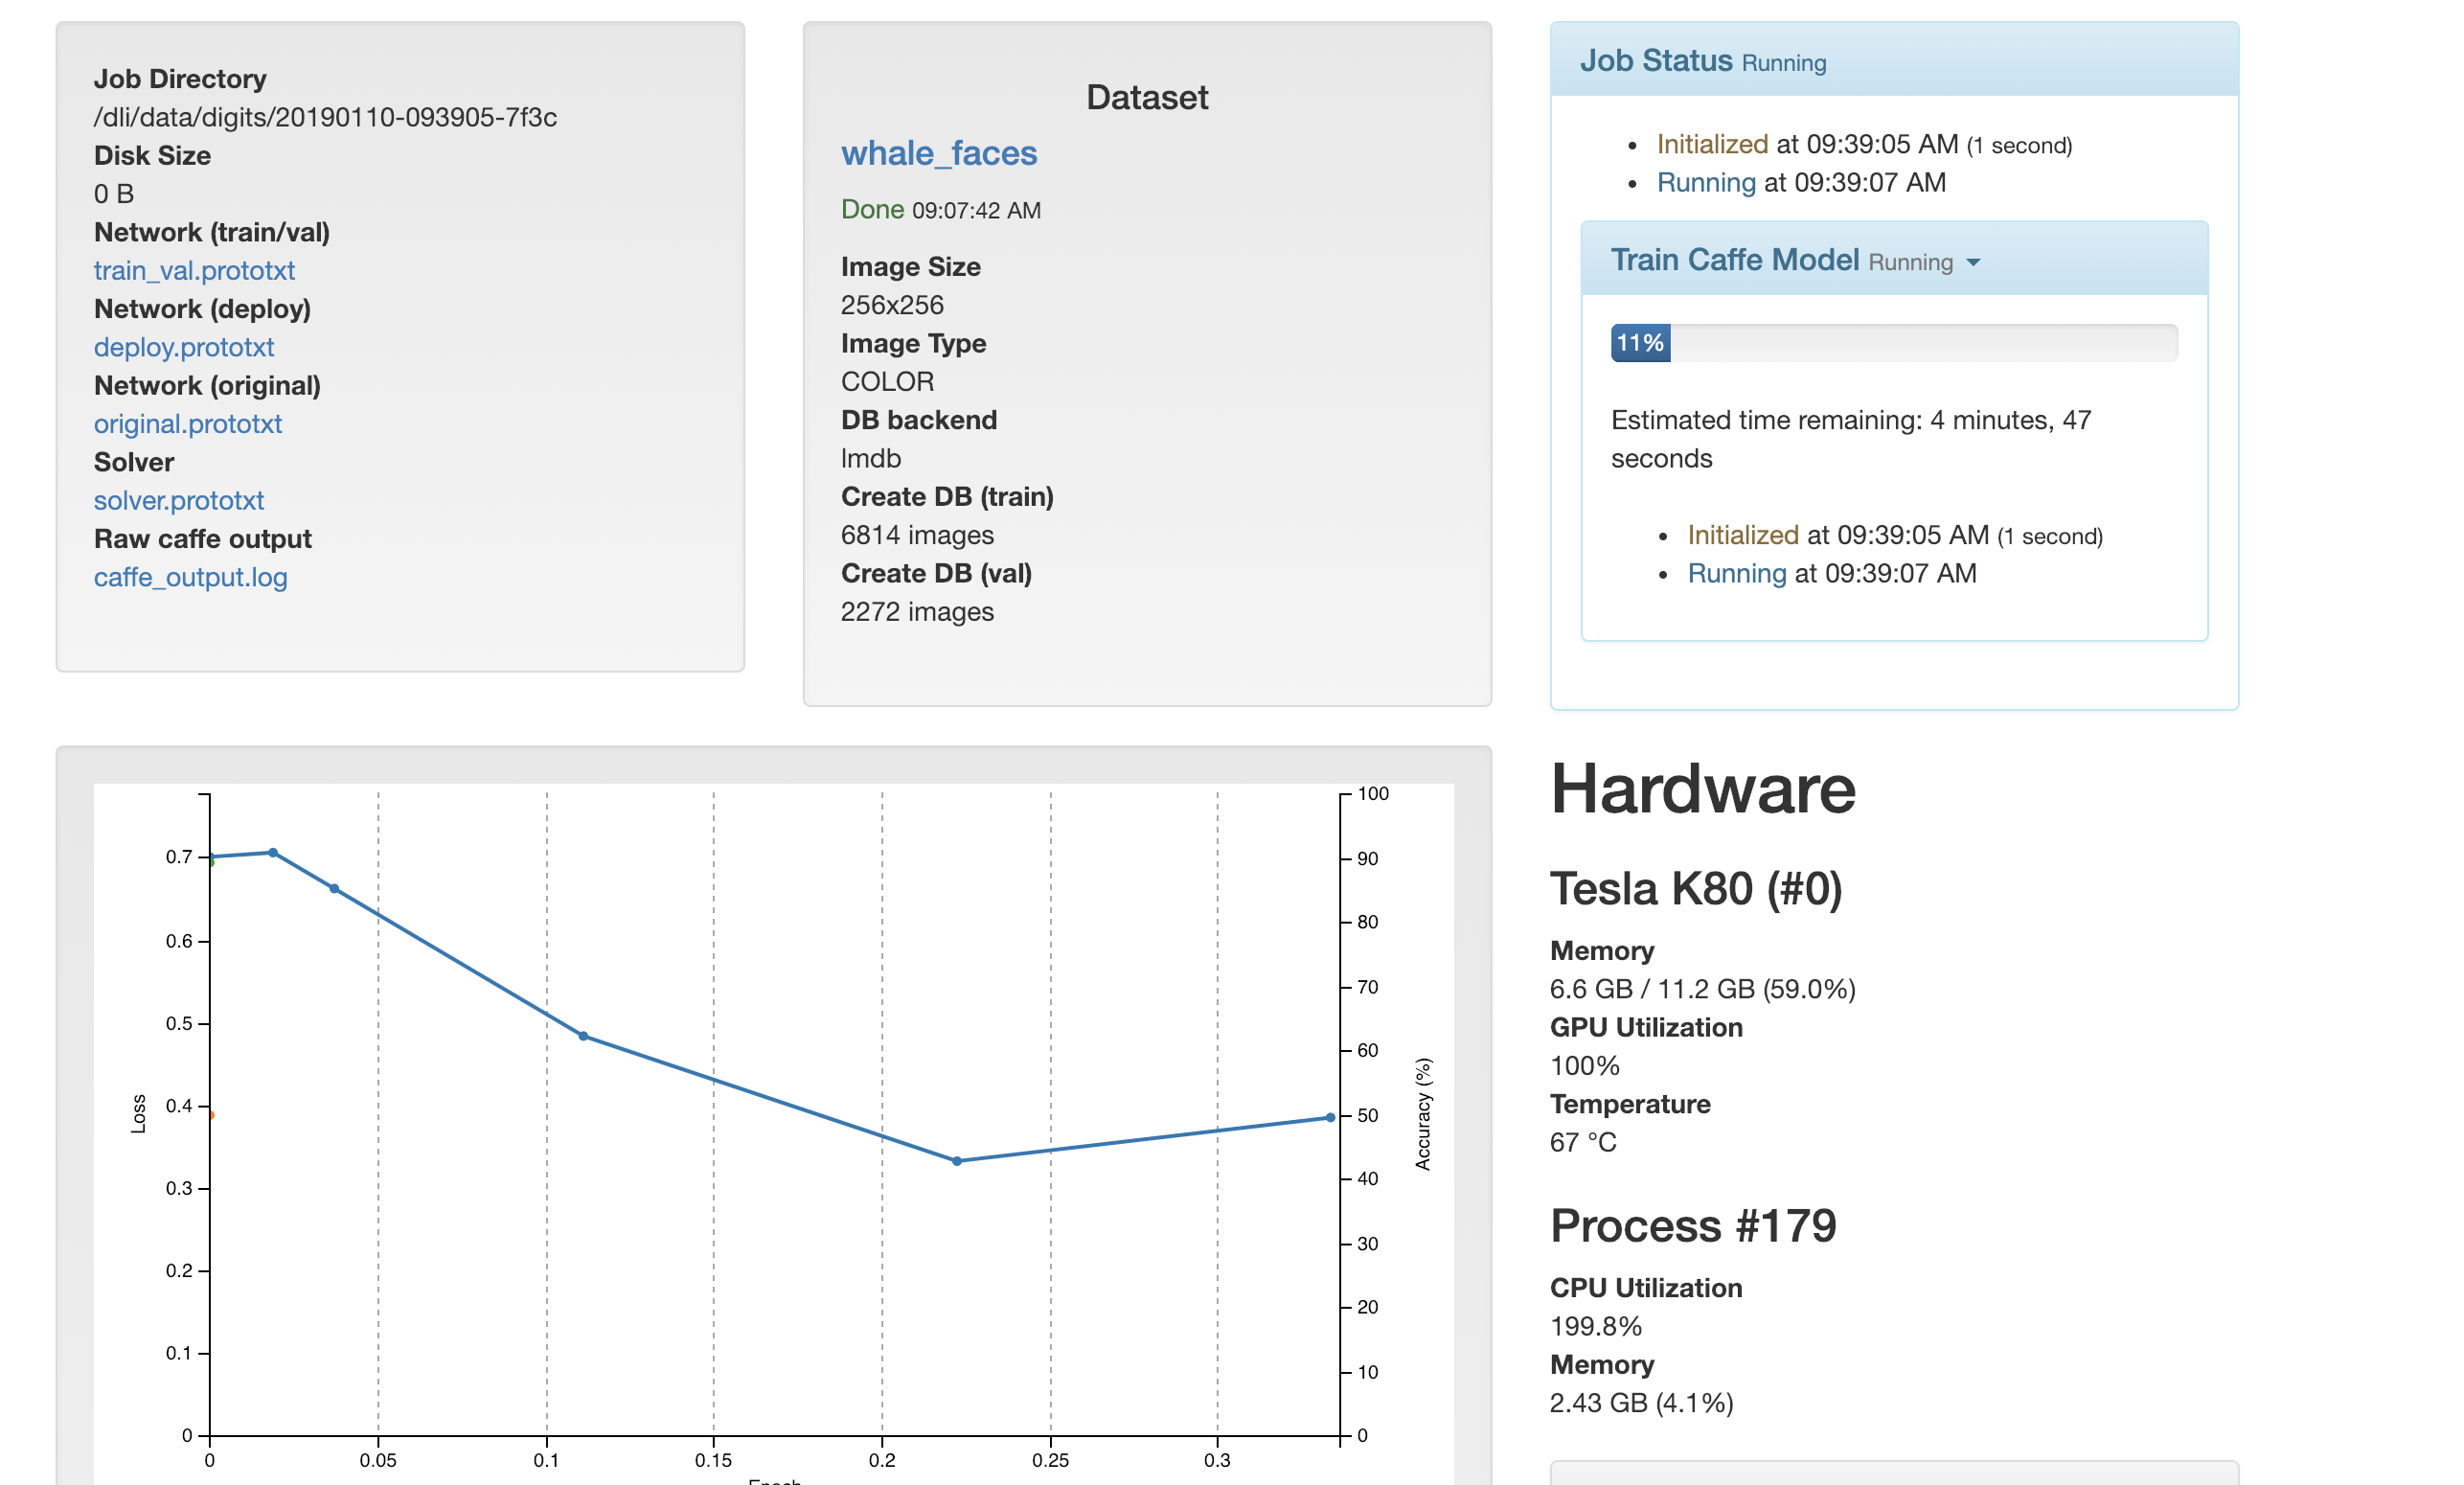 Job Directory
/dli/data/digits/20190110-093905-7f3c
Disk Size
0 B
Network (train/val)
train_val.prototxt
Network (deploy)
deploy.prototxt
Network (original)
original.prototxt
Solver
solver.prototxt
Raw caffe output
caffe_output.log
Dataset
whale_faces
Done 09:07:42 AM
Image Size
256x256
Image Type
COLOR
DB backend
lmdb
Create DB (train)
6814 images
Create DB (val)
2272 images
Job Status Running
Initialized at 09:39:05 AM (1 second)
Running at 09:39:07 AM
Train Caffe Model Running
11%
Estimated time remaining: 4 minutes, 47
seconds
Initialized at 09:39:05 AM (1 second)
Running at 09:39:07 AM
Loss
0.7
0.6
0.5
0.4
0.3
0.2
0.1
0
0 0.05 0.1 0.15 0.2 0.25 0.3
Epoch
100
90
80
70
60
50
40
30
20
10
0
Accuracy (%)
Hardware
Tesla K80 (#0)
Memory
6.6 GB / 11.2 GB (59.0%)
GPU Utilization
100%
Temperature
67 °C
Process #179
CPU Utilization
199.8%
Memory
2.43 GB (4.1%)